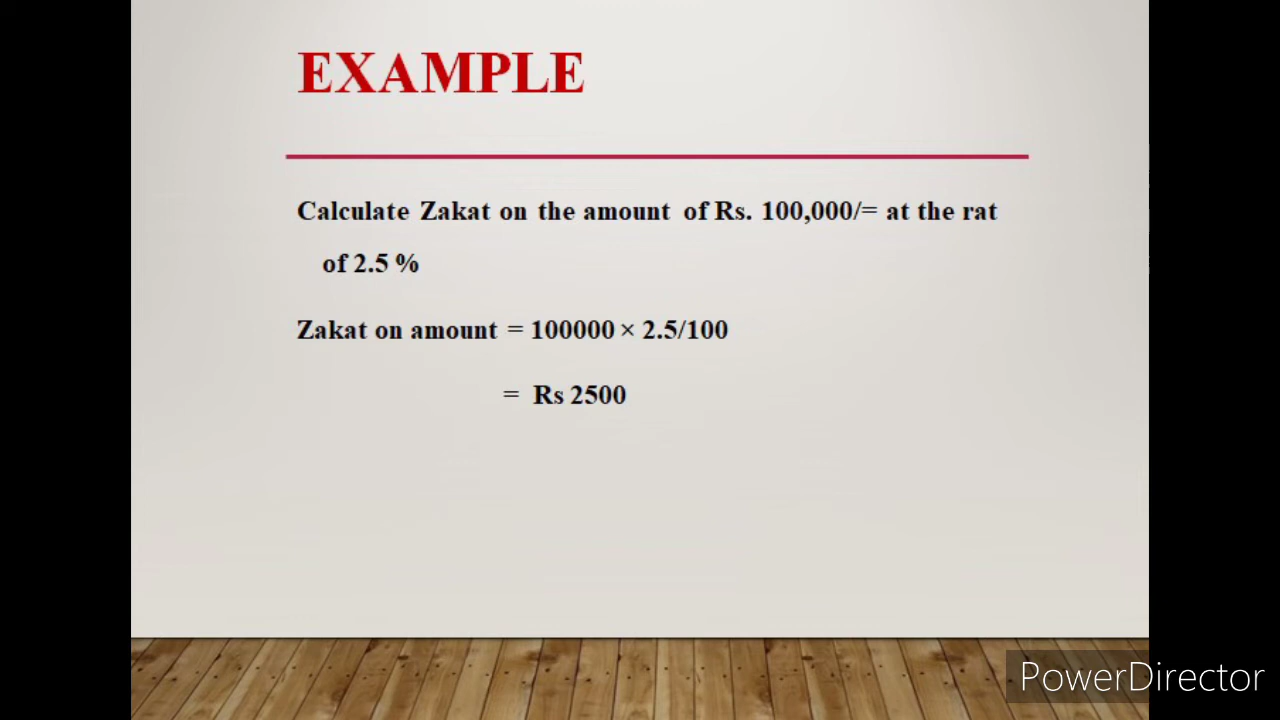 EXAMPLE
Calculate Zakat on the amount of Rs. 100,000/= at the rat
of 2.5 %
Zakat on amount = 100000 × 2.5/100
= Rs 2500
PowerDirector